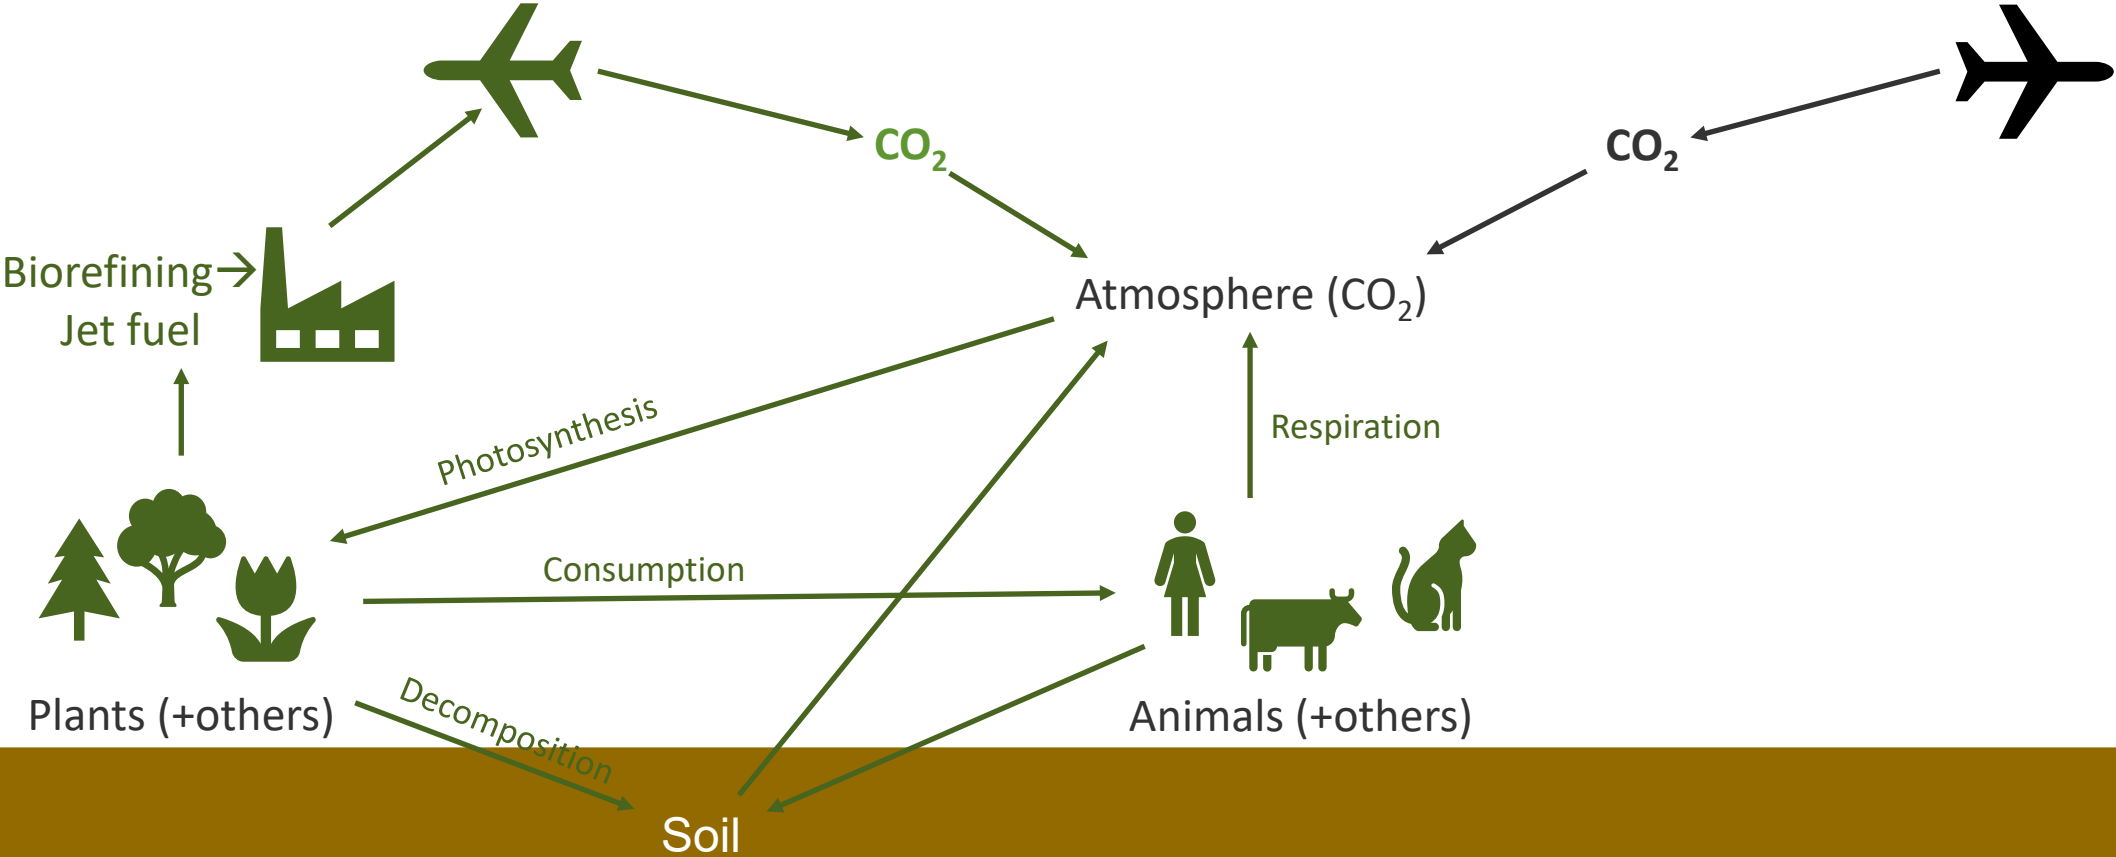 CO₂
CO₂
Biorefining→
Jet fuel
Atmosphere (CO₂)
Photosynthesis
Respiration
Consumption
Decomposition
Plants (+others)
Animals (+others)
Soil